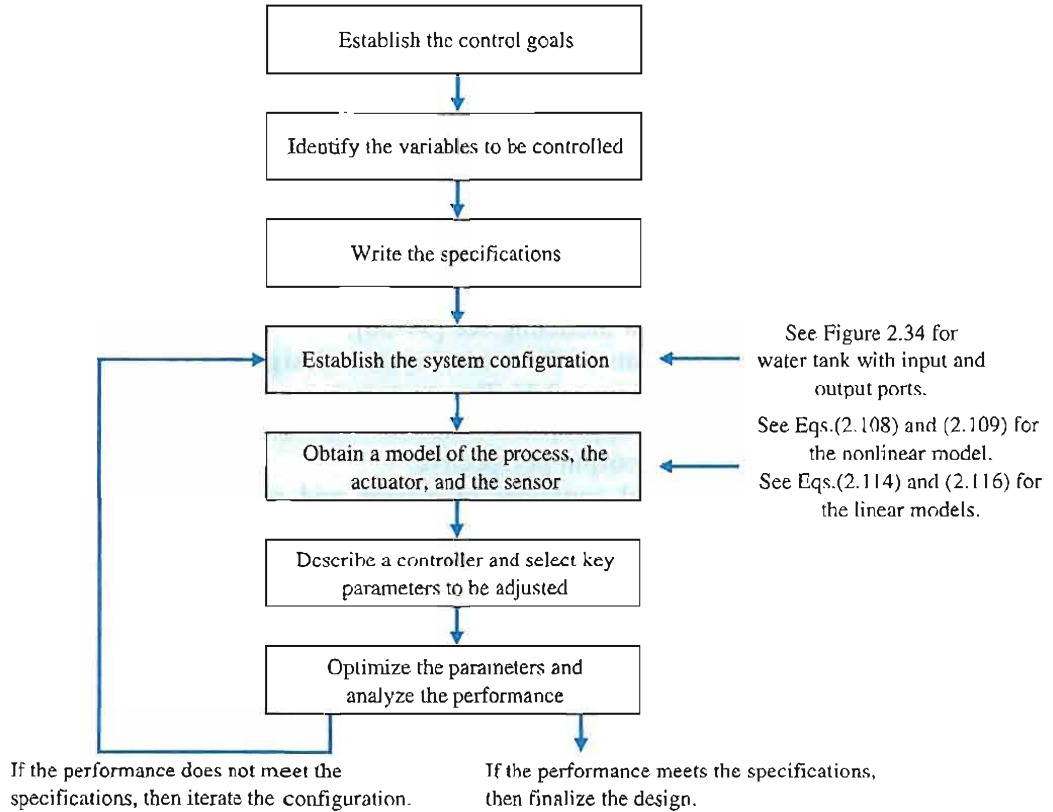 Establish the control goals
Identify the variables to be controlled
Write the specifications
Establish the system configuration
See Figure 2.34 for
water tank with input and
output ports.
Obtain a model of the process, the
actuator, and the sensor
See Eqs.(2.108) and (2.109) for
the nonlinear model.
See Eqs.(2.114) and (2.116) for
the linear models.
Describe a controller and select key
parameters to be adjusted
Optimize the parameters and
analyze the performance
If the performance does not meet the
specifications, then iterate the configuration.
If the performance meets the specifications,
then finalize the design.